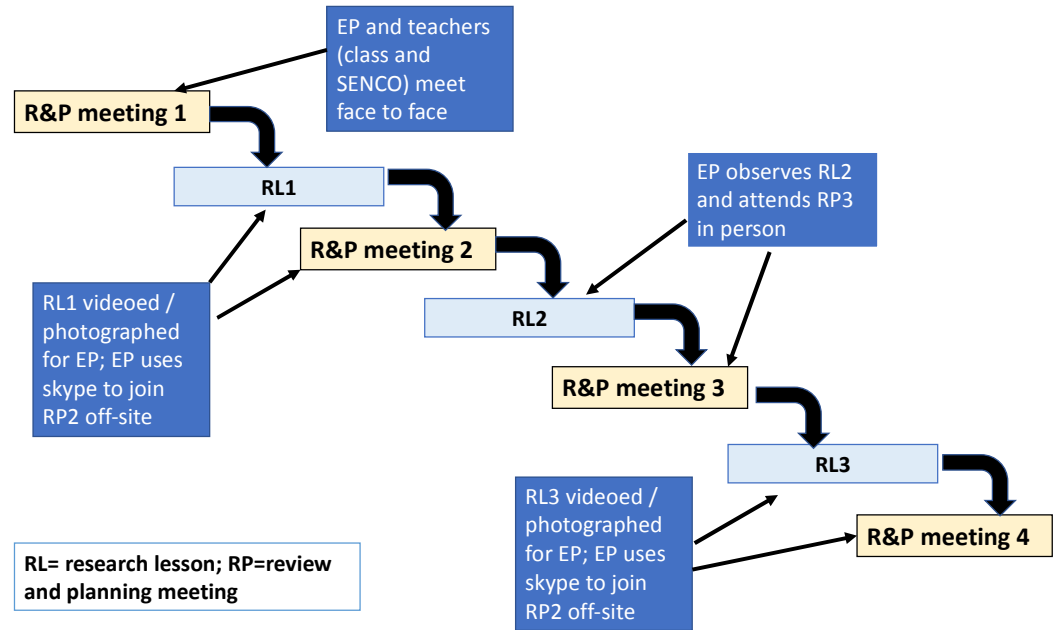 EP and teachers
(class and
SENCO) meet
face to face
R&P meeting 1
RL1
EP observes RL2
and attends RP3
in person
R&P meeting 2
RL1 videoed /
photographed
for EP; EP uses
skype to join
RP2 off-site
RL2
R&P meeting 3
RL3
RL3 videoed /
photographed
for EP; EP uses
skype to join
RP2 off-site
R&P meeting 4
RL= research lesson; RP=review
and planning meeting